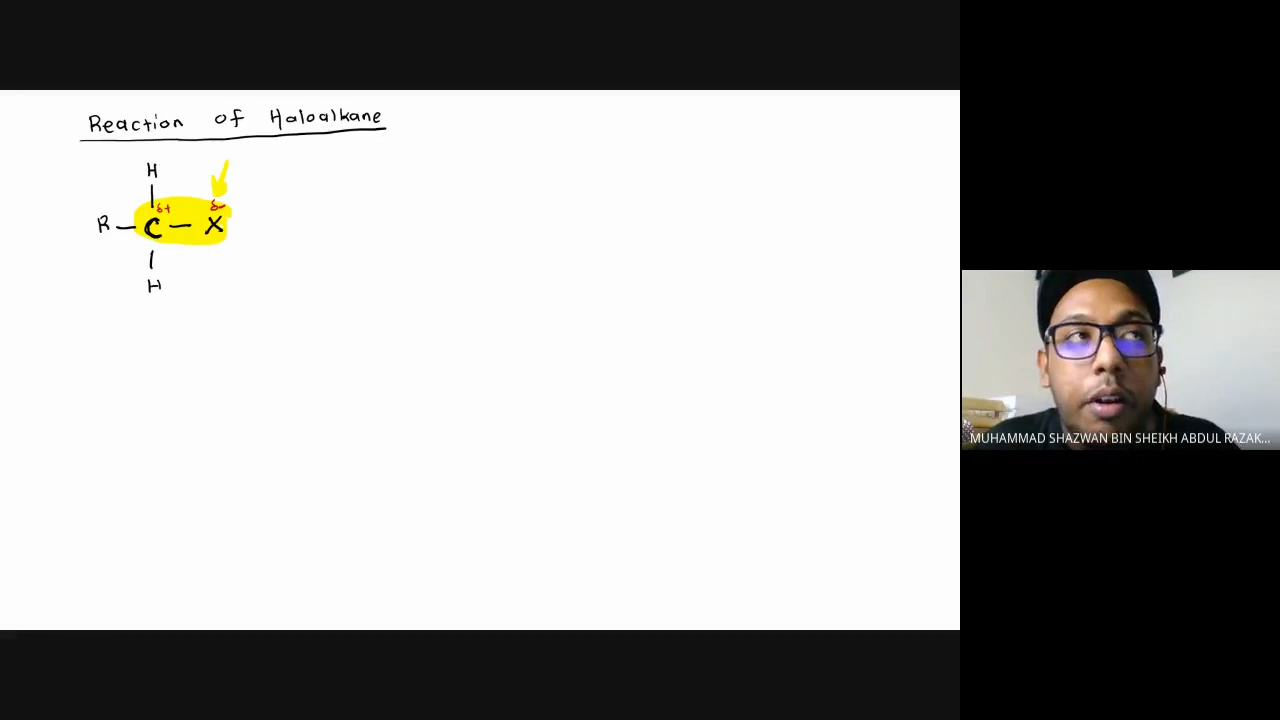 Reaction of Haloalkane
H
δ+ δ-
R — C — X
H
MUHAMMAD SHAZWAN BIN SHEIKH ABDUL RAZAK...